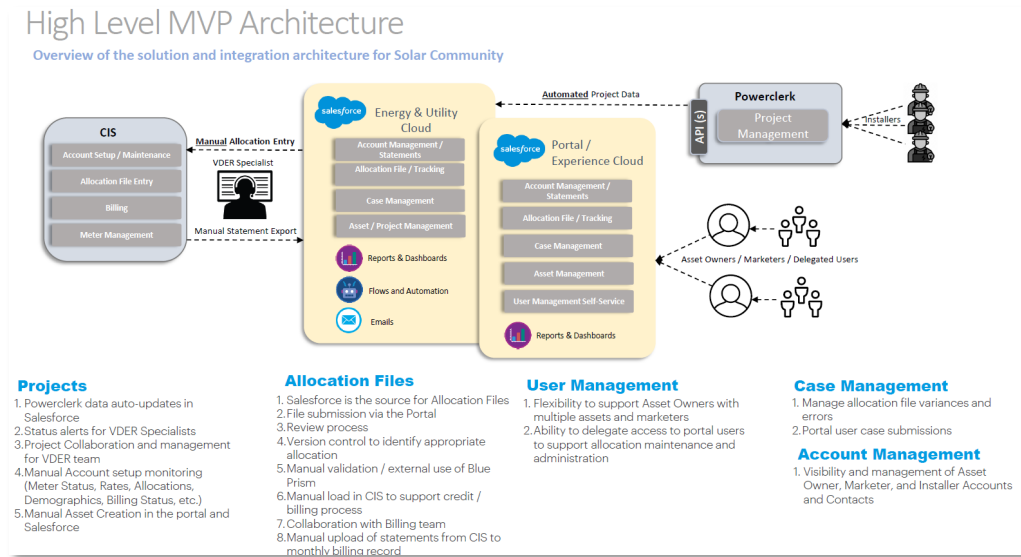 High Level MVP Architecture
Overview of the solution and integration architecture for Solar Community
CIS
Account Setup / Maintenance
Allocation File Entry
Billing
Meter Management
Manual Allocation Entry
VDER Specialist
Manual Statement Export
salesforce
Energy & Utility
Cloud
Account Management /
Statements
Allocation File / Tracking
Case Management
Asset / Project Management
Reports & Dashboards
Flows and Automation
Emails
salesforce
Portal /
Experience Cloud
Account Management /
Statements
Allocation File / Tracking
Case Management
Asset Management
User Management Self-Service
Reports & Dashboards
Automated Project Data
API (s)
Powerclerk
Project
Management
Installers
Asset Owners / Marketers / Delegated Users
Projects
1. Powerclerk data auto-updates in
Salesforce
2. Status alerts for VDER Specialists
3. Project Collaboration and management
for VDER team
4. Manual Account setup monitoring
(Meter Status, Rates, Allocations,
Demographics, Billing Status, etc.)
5. Manual Asset Creation in the portal and
Salesforce
Allocation Files
1. Salesforce is the source for Allocation Files
2. File submission via the Portal
3. Review process
4. Version control to identify appropriate
allocation
5. Manual validation / external use of Blue
Prism
6. Manual load in CIS to support credit /
billing process
7. Collaboration with Billing team
8. Manual upload of statements from CIS to
monthly billing record
User Management
1. Flexibility to support Asset Owners with
multiple assets and marketers
2. Ability to delegate access to portal users
to support allocation maintenance and
administration
Case Management
1. Manage allocation file variances and
errors
2. Portal user case submissions
Account Management
1. Visibility and management of Asset
Owner, Marketer, and Installer Accounts
and Contacts